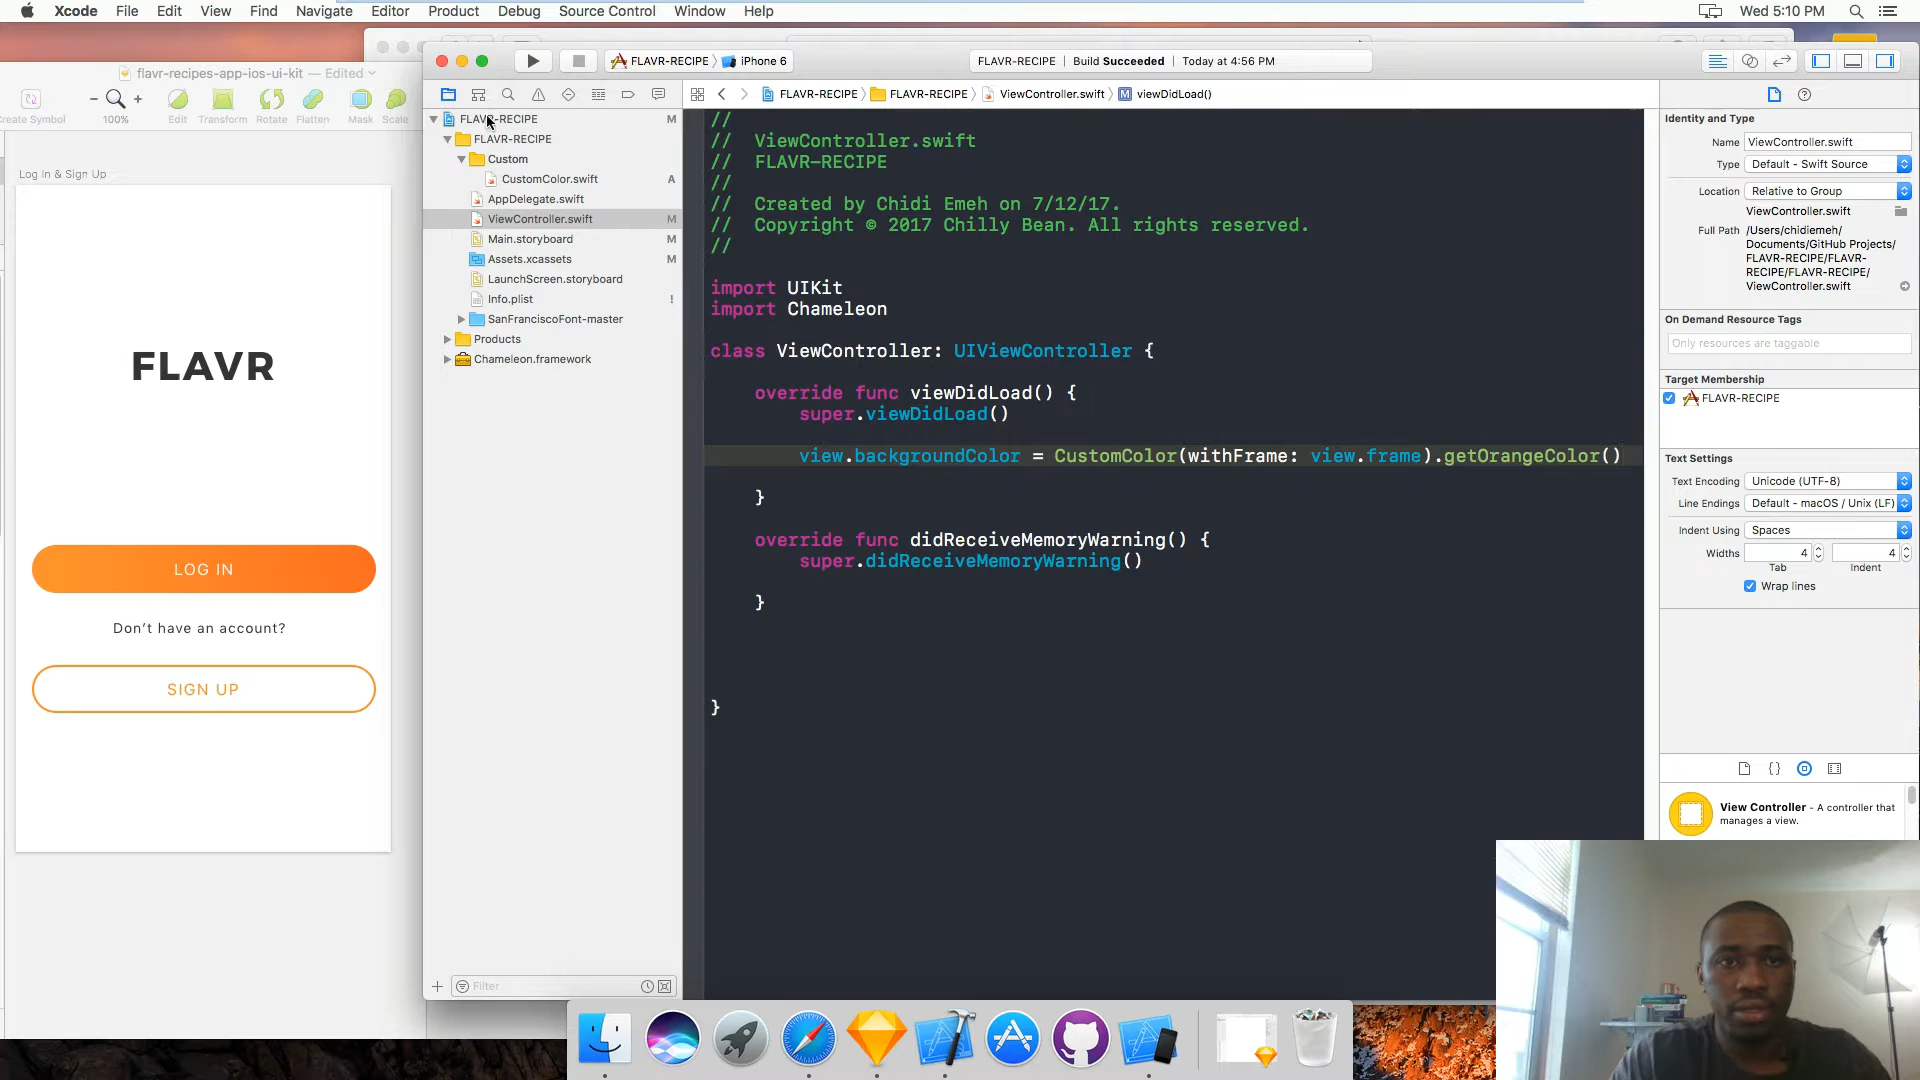 Xcode File Edit View Find Navigate Editor Product Debug Source Control Window Help Wed 5:10 PM
flavr-recipes-app-ios-ui-kit — Edited
Create Symbol 100% Edit Transform Rotate Flatten Mask Scale
Log In & Sign Up
FLAVR
LOG IN
Don't have an account?
SIGN UP
FLAVR-RECIPE iPhone 6
FLAVR-RECIPE Build Succeeded Today at 4:56 PM
FLAVR-RECIPE FLAVR-RECIPE ViewController.swift M viewDidLoad()
FLAVR-RECIPE M
FLAVR-RECIPE
Custom
CustomColor.swift A
AppDelegate.swift
ViewController.swift M
Main.storyboard M
Assets.xcassets M
LaunchScreen.storyboard
Info.plist !
SanFranciscoFont-master
Products
Chameleon.framework
Filter
//
// ViewController.swift
// FLAVR-RECIPE
//
// Created by Chidi Emeh on 7/12/17.
// Copyright © 2017 Chilly Bean. All rights reserved.
//
import UIKit
import Chameleon
class ViewController: UIViewController {
override func viewDidLoad() {
super.viewDidLoad()
view.backgroundColor = CustomColor(withFrame: view.frame).getOrangeColor()
}
override func didReceiveMemoryWarning() {
super.didReceiveMemoryWarning()
}
}
Identity and Type
Name ViewController.swift
Type Default - Swift Source
Location Relative to Group
ViewController.swift
Full Path /Users/chidiemeh/
Documents/GitHub Projects/
FLAVR-RECIPE/FLAVR-
RECIPE/FLAVR-RECIPE/
ViewController.swift
On Demand Resource Tags
Only resources are taggable
Target Membership
FLAVR-RECIPE
Text Settings
Text Encoding Unicode (UTF-8)
Line Endings Default - macOS / Unix (LF)
Indent Using Spaces
Widths 4 4
Tab Indent
Wrap lines
{}
View Controller - A controller that
manages a view.